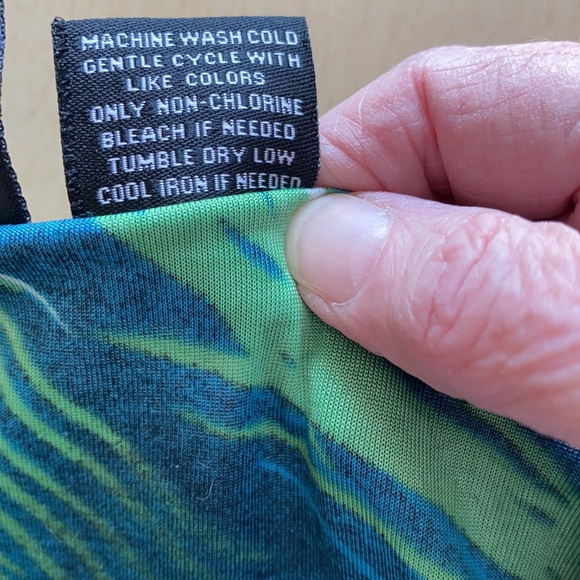 MACHINE WASH COLD
GENTLE CYCLE WITH
LIKE COLORS
ONLY NON-CHLORINE
BLEACH IF NEEDED
TUMBLE DRY LOW
COOL IRON IF NEEDED